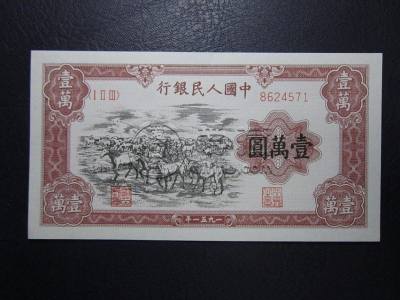 中國人民銀行
(I II III)
8624571
壹萬
壹萬
壹萬圓
壹萬
壹萬
一九五一年